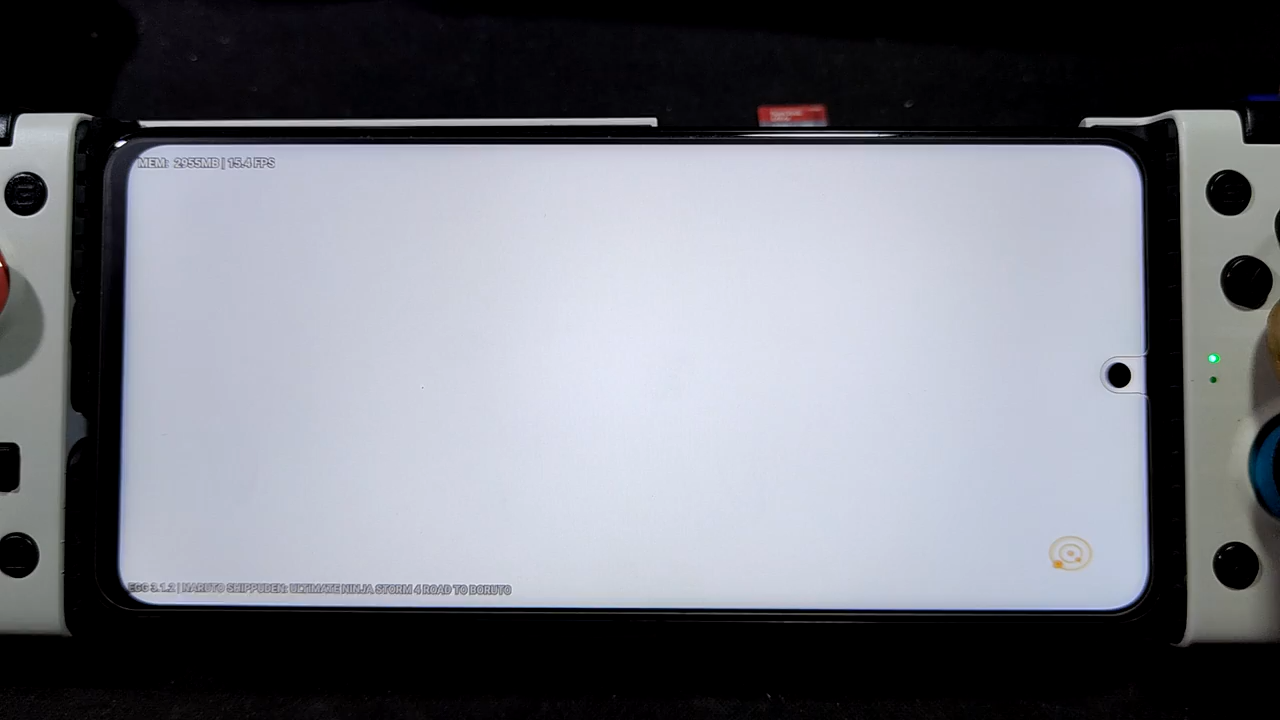 MEM: 2955MB | 15.4 FPS
EGG 3.1.2 | NARUTO SHIPPUDEN: ULTIMATE NINJA STORM 4 ROAD TO BORUTO